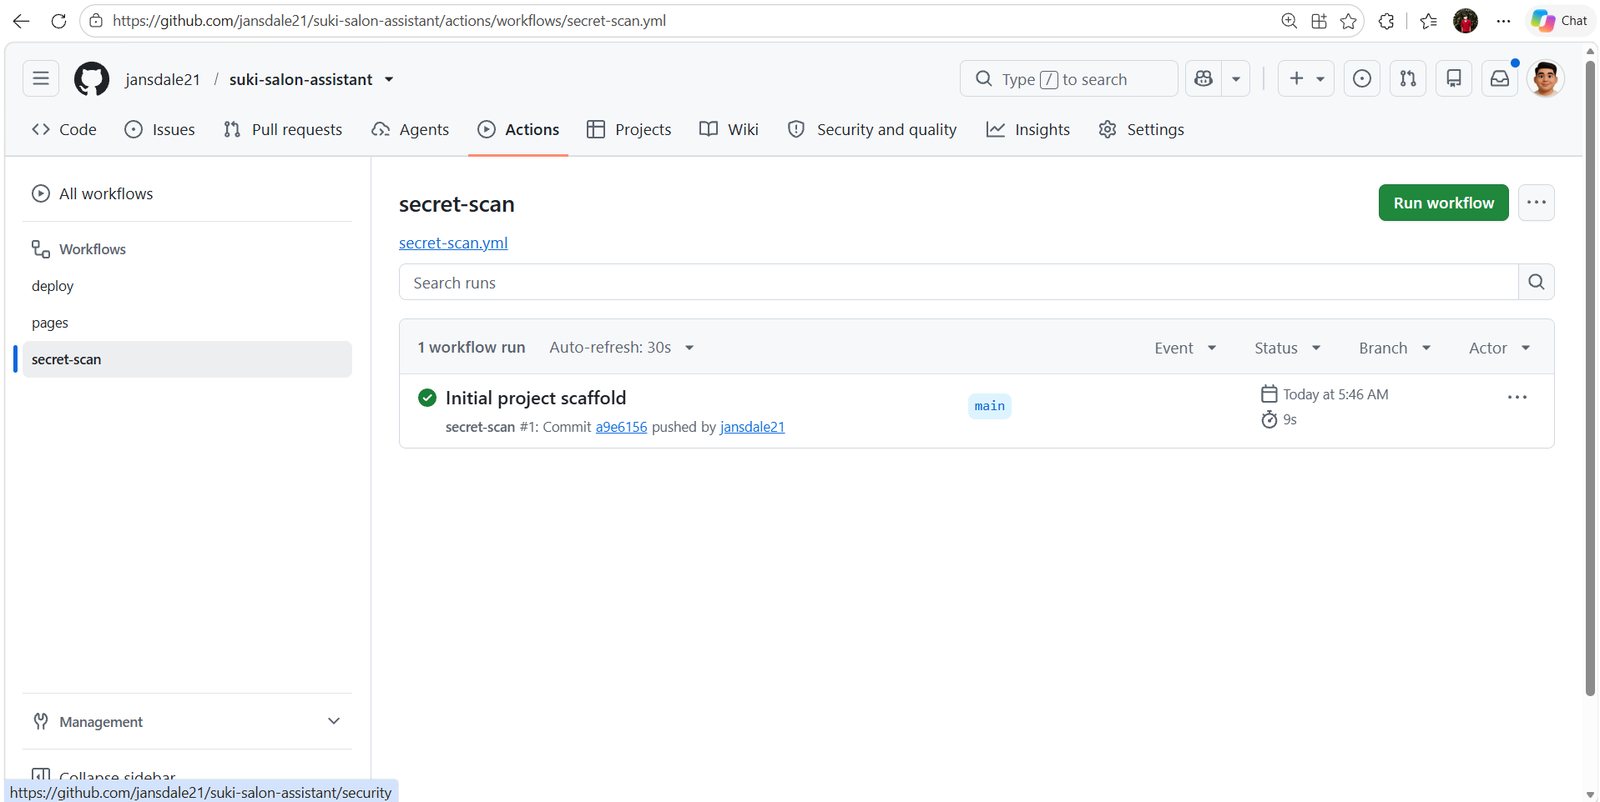 https://github.com/jansdale21/suki-salon-assistant/actions/workflows/secret-scan.yml
Chat
jansdale21 / suki-salon-assistant
Type / to search
Code Issues Pull requests Agents Actions Projects Wiki Security and quality Insights Settings
All workflows
Workflows
deploy
pages
secret-scan
Management
Collapse sidebar
secret-scan
Run workflow
secret-scan.yml
Search runs
1 workflow run Auto-refresh: 30s Event Status Branch Actor
Initial project scaffold
secret-scan #1: Commit a9e6156 pushed by jansdale21
main
Today at 5:46 AM
9s
https://github.com/jansdale21/suki-salon-assistant/security